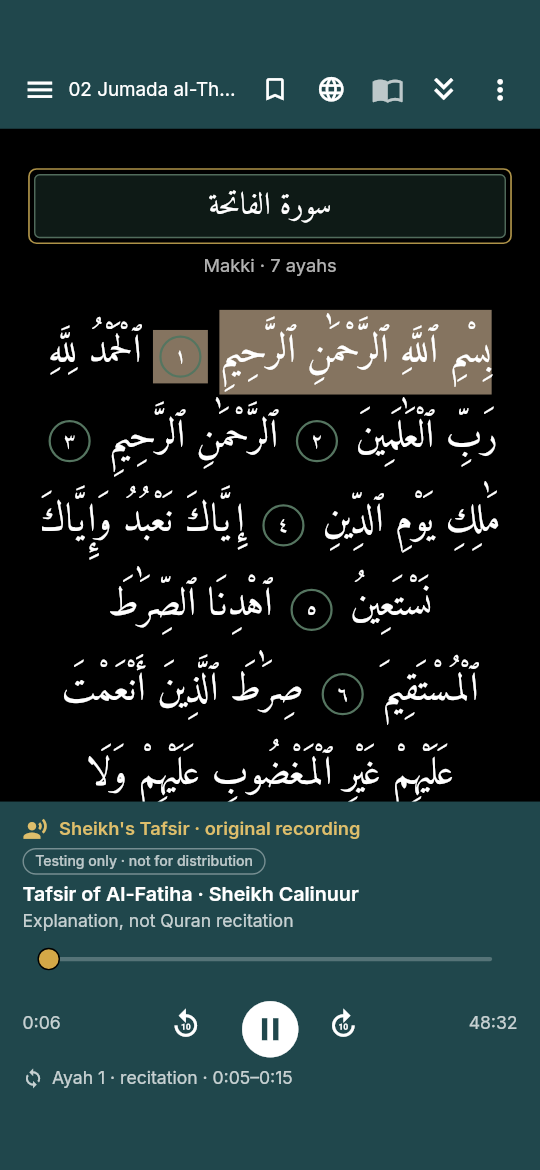 02 Jumada al-Th...
سورة الفاتحة
Makki · 7 ayahs
بِسْمِ ٱللَّهِ ٱلرَّحْمَٰنِ ٱلرَّحِيمِ ١ ٱلْحَمْدُ لِلَّهِ
رَبِّ ٱلْعَٰلَمِينَ ٢ ٱلرَّحْمَٰنِ ٱلرَّحِيمِ ٣
مَٰلِكِ يَوْمِ ٱلدِّينِ ٤ إِيَّاكَ نَعْبُدُ وَإِيَّاكَ
نَسْتَعِينُ ٥ ٱهْدِنَا ٱلصِّرَٰطَ
ٱلْمُسْتَقِيمَ ٦ صِرَٰطَ ٱلَّذِينَ أَنْعَمْتَ
عَلَيْهِمْ غَيْرِ ٱلْمَغْضُوبِ عَلَيْهِمْ وَلَا
Sheikh's Tafsir · original recording
Testing only · not for distribution
Tafsir of Al-Fatiha · Sheikh Calinuur
Explanation, not Quran recitation
0:06 10 10 48:32
Ayah 1 · recitation · 0:05–0:15